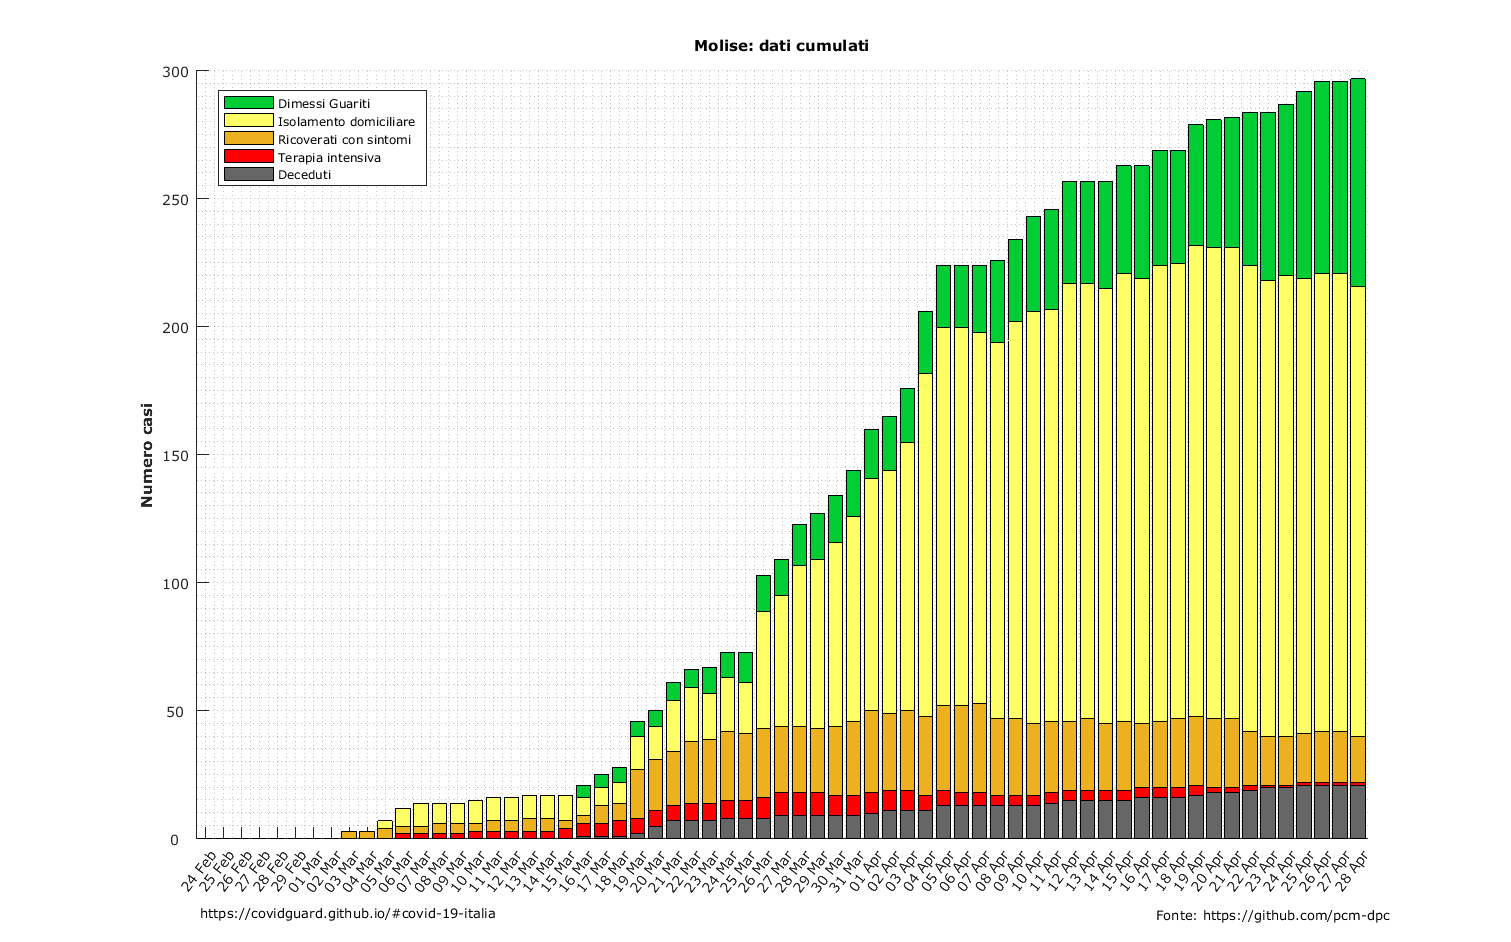 Molise: dati cumulati
300
250
200
150
100
50
0
Numero casi
Dimessi Guariti
Isolamento domiciliare
Ricoverati con sintomi
Terapia intensiva
Deceduti
24 Feb
25 Feb
26 Feb
27 Feb
28 Feb
29 Feb
01 Mar
02 Mar
03 Mar
04 Mar
05 Mar
06 Mar
07 Mar
08 Mar
09 Mar
10 Mar
11 Mar
12 Mar
13 Mar
14 Mar
15 Mar
16 Mar
17 Mar
18 Mar
19 Mar
20 Mar
21 Mar
22 Mar
23 Mar
24 Mar
25 Mar
26 Mar
27 Mar
28 Mar
29 Mar
30 Mar
31 Mar
01 Apr
02 Apr
03 Apr
04 Apr
05 Apr
06 Apr
07 Apr
08 Apr
09 Apr
10 Apr
11 Apr
12 Apr
13 Apr
14 Apr
15 Apr
16 Apr
17 Apr
18 Apr
19 Apr
20 Apr
21 Apr
22 Apr
23 Apr
24 Apr
25 Apr
26 Apr
27 Apr
28 Apr
https://covidguard.github.io/#covid-19-italia
Fonte: https://github.com/pcm-dpc